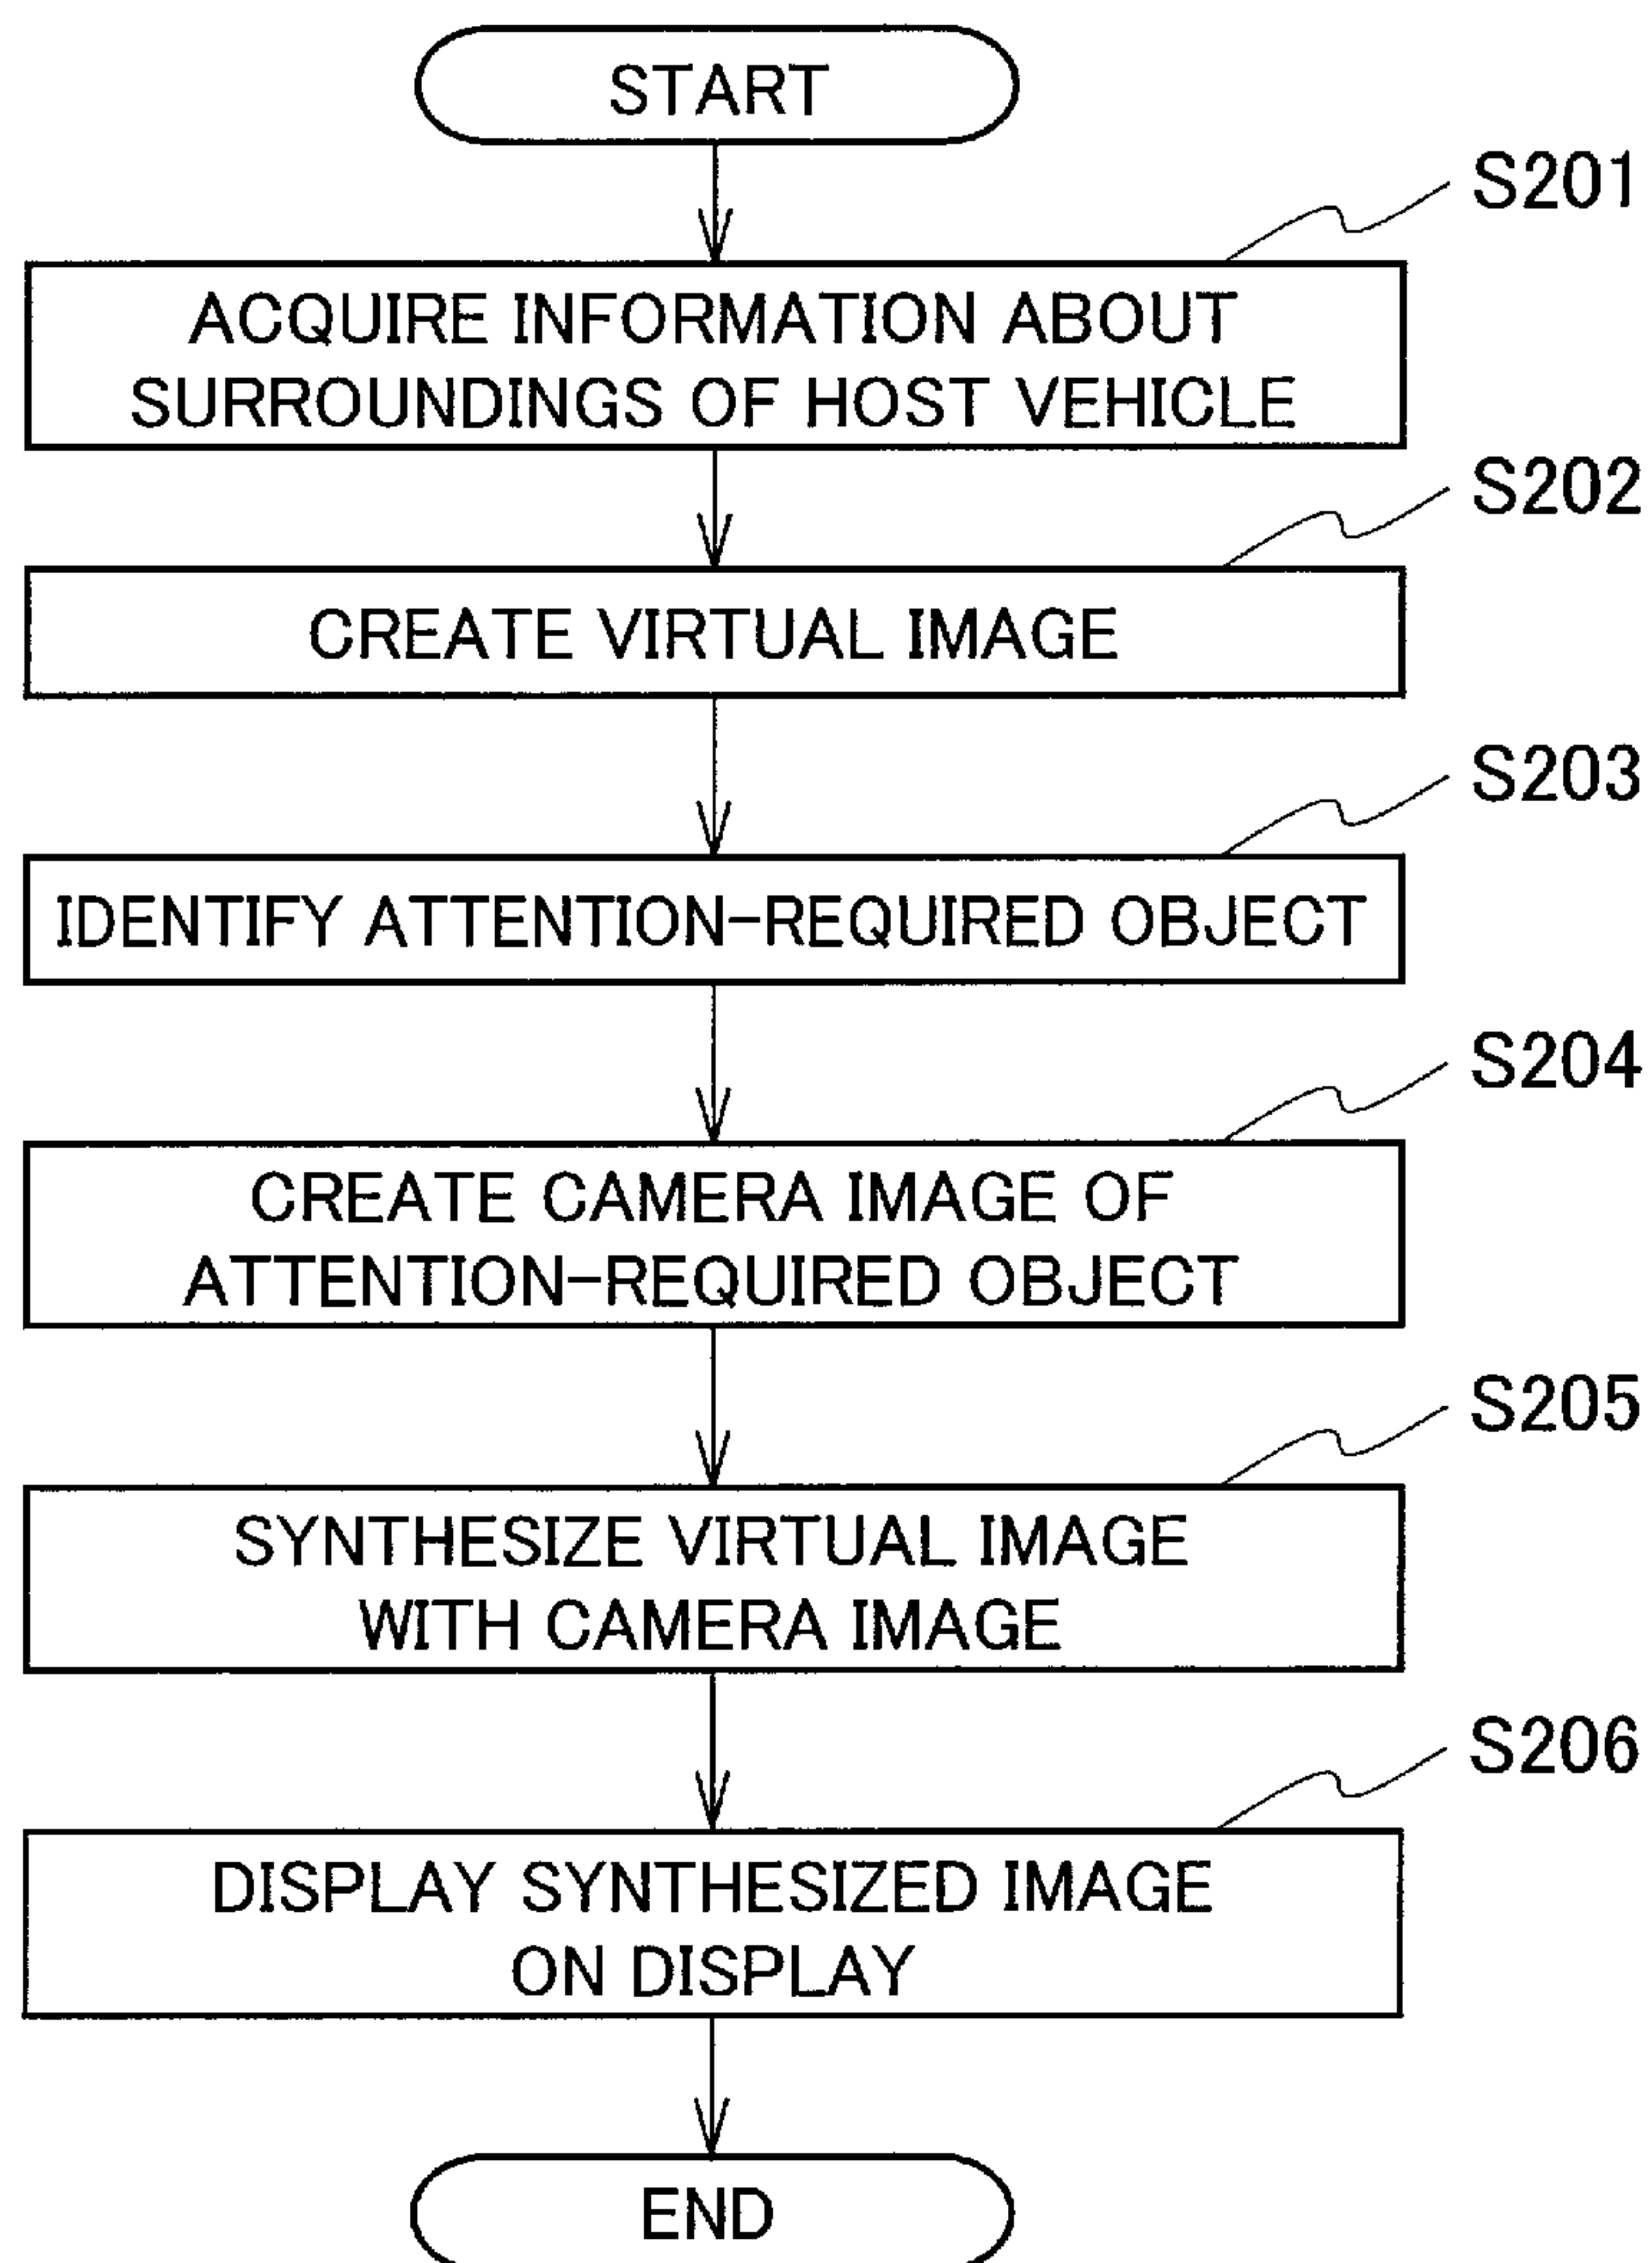 START
S201
ACQUIRE INFORMATION ABOUT
SURROUNDINGS OF HOST VEHICLE
S202
CREATE VIRTUAL IMAGE
S203
IDENTIFY ATTENTION-REQUIRED OBJECT
S204
CREATE CAMERA IMAGE OF
ATTENTION-REQUIRED OBJECT
S205
SYNTHESIZE VIRTUAL IMAGE
WITH CAMERA IMAGE
S206
DISPLAY SYNTHESIZED IMAGE
ON DISPLAY
END